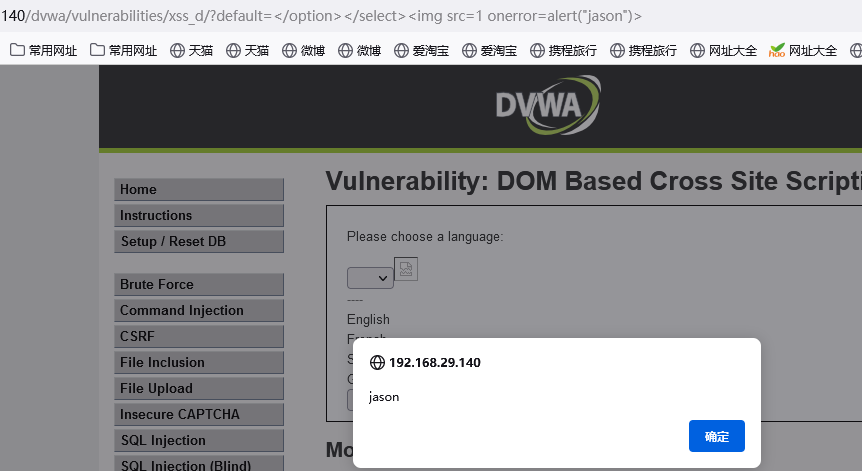 140/dvwa/vulnerabilities/xss_d/?default=</option></select><img src=1 onerror=alert("jason")>
常用网址 常用网址 天猫 天猫 微博 微博 爱淘宝 爱淘宝 携程旅行 携程旅行 网址大全 hao 网址大全
DVWA
Vulnerability: DOM Based Cross Site Scripti
Home
Instructions
Setup / Reset DB
Brute Force
Command Injection
CSRF
File Inclusion
File Upload
Insecure CAPTCHA
SQL Injection
SQL Injection (Blind)
Please choose a language:
----
English
French
S
G
192.168.29.140
jason
确定
Mo